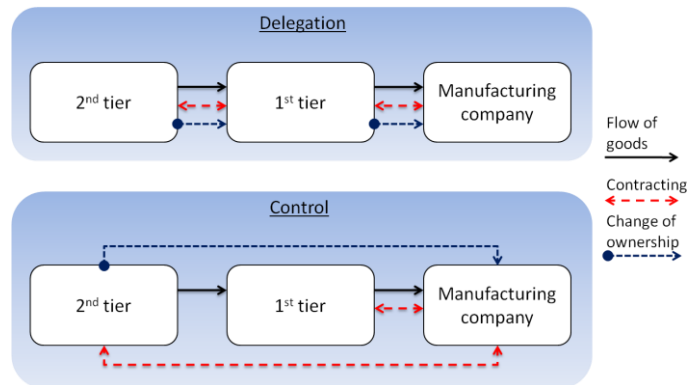 Delegation
2nd tier
1st tier
Manufacturing
company
Flow of
goods
Contracting
Change of
ownership
Control
2nd tier
1st tier
Manufacturing
company